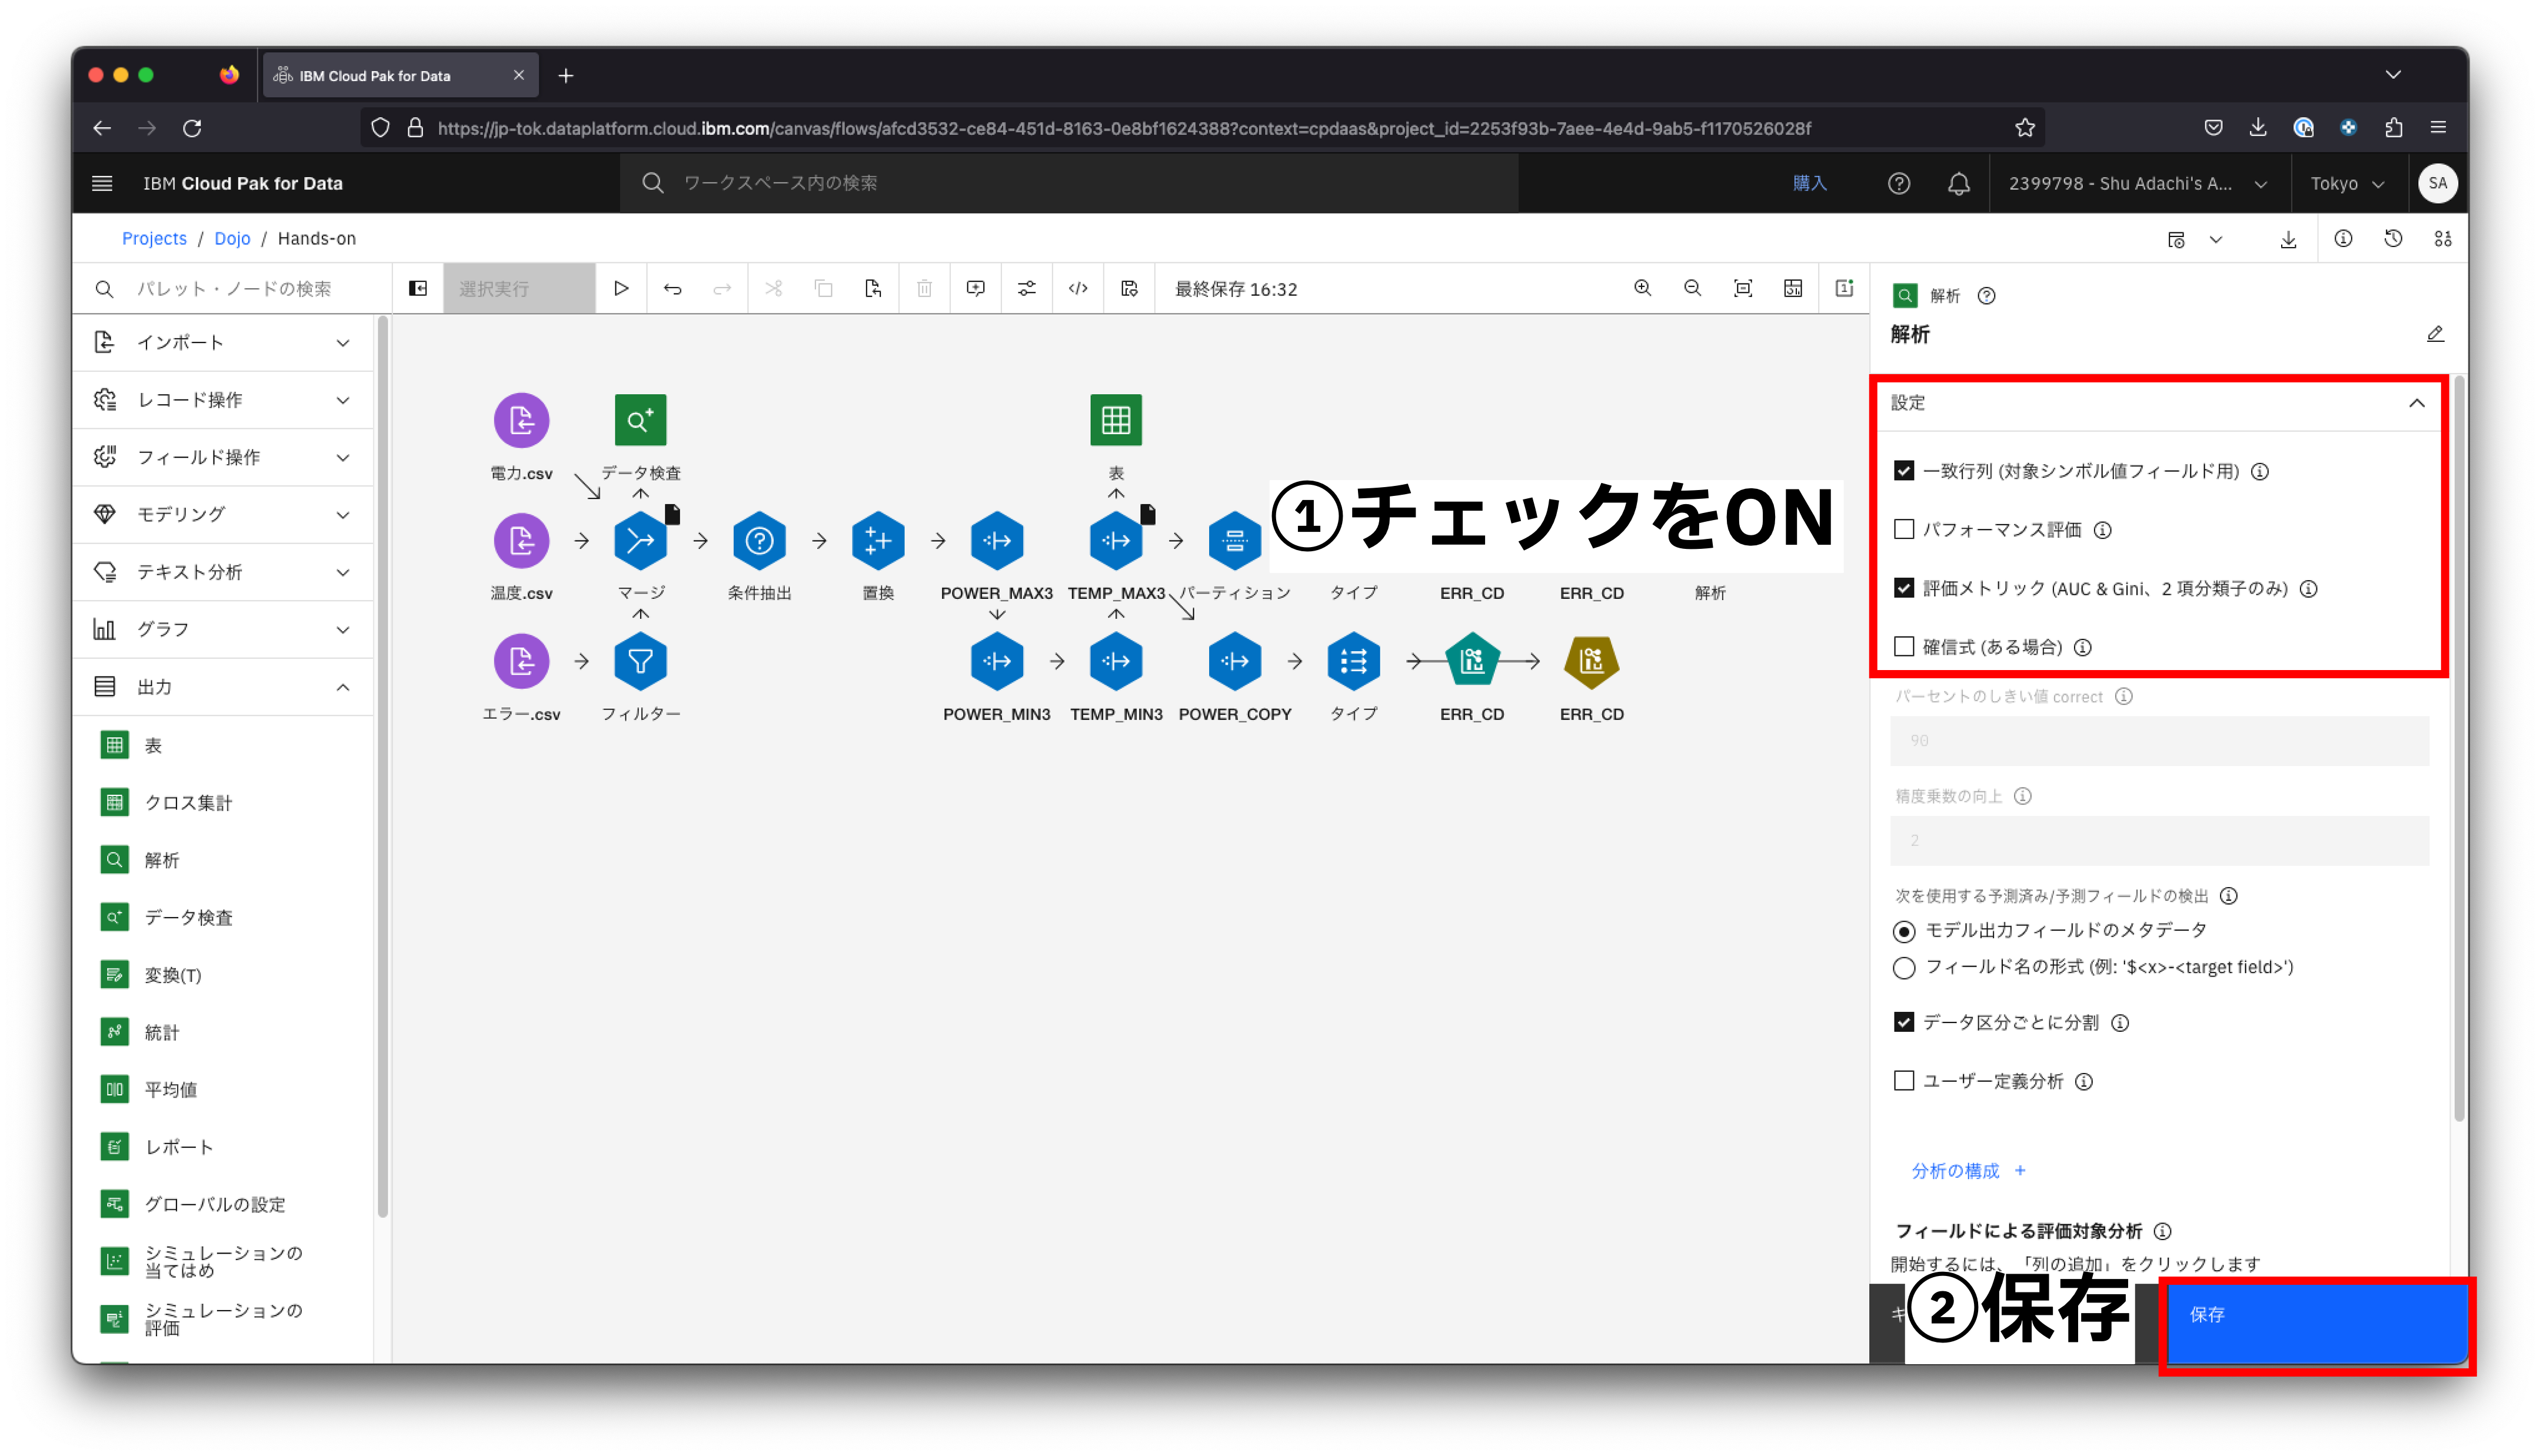 IBM Cloud Pak for Data
https://jp-tok.dataplatform.cloud.ibm.com/canvas/flows/afcd3532-ce84-451d-8163-0e8bf1624388?context=cpdaas&project_id=2253f93b-7aee-4e4d-9ab5-f1170526028f
IBM Cloud Pak for Data
ワークスペース内の検索
購入
2399798 - Shu Adachi's A...
Tokyo
SA
Projects / Dojo / Hands-on
パレット・ノードの検索
選択実行
最終保存 16:32
インポート
レコード操作
フィールド操作
モデリング
テキスト分析
グラフ
出力
表
クロス集計
解析
データ検査
変換(T)
統計
平均値
レポート
グローバルの設定
シミュレーションの
当てはめ
シミュレーションの
評価
電力.csv
データ検査
表
①チェックをON
温度.csv
マージ
条件抽出
置換
POWER_MAX3
TEMP_MAX3
パーティション
タイプ
ERR_CD
ERR_CD
解析
エラー.csv
フィルター
POWER_MIN3
TEMP_MIN3
POWER_COPY
タイプ
ERR_CD
ERR_CD
解析
解析
設定
一致行列 (対象シンボル値フィールド用)
パフォーマンス評価
評価メトリック (AUC & Gini、2 項分類子のみ)
確信式 (ある場合)
パーセントのしきい値 correct
90
精度乗数の向上
2
次を使用する予測済み/予測フィールドの検出
モデル出力フィールドのメタデータ
フィールド名の形式 (例: '$<x>-<target field>')
データ区分ごとに分割
ユーザー定義分析
分析の構成 +
フィールドによる評価対象分析
開始するには、「列の追加」をクリックします
キ
②保存
保存